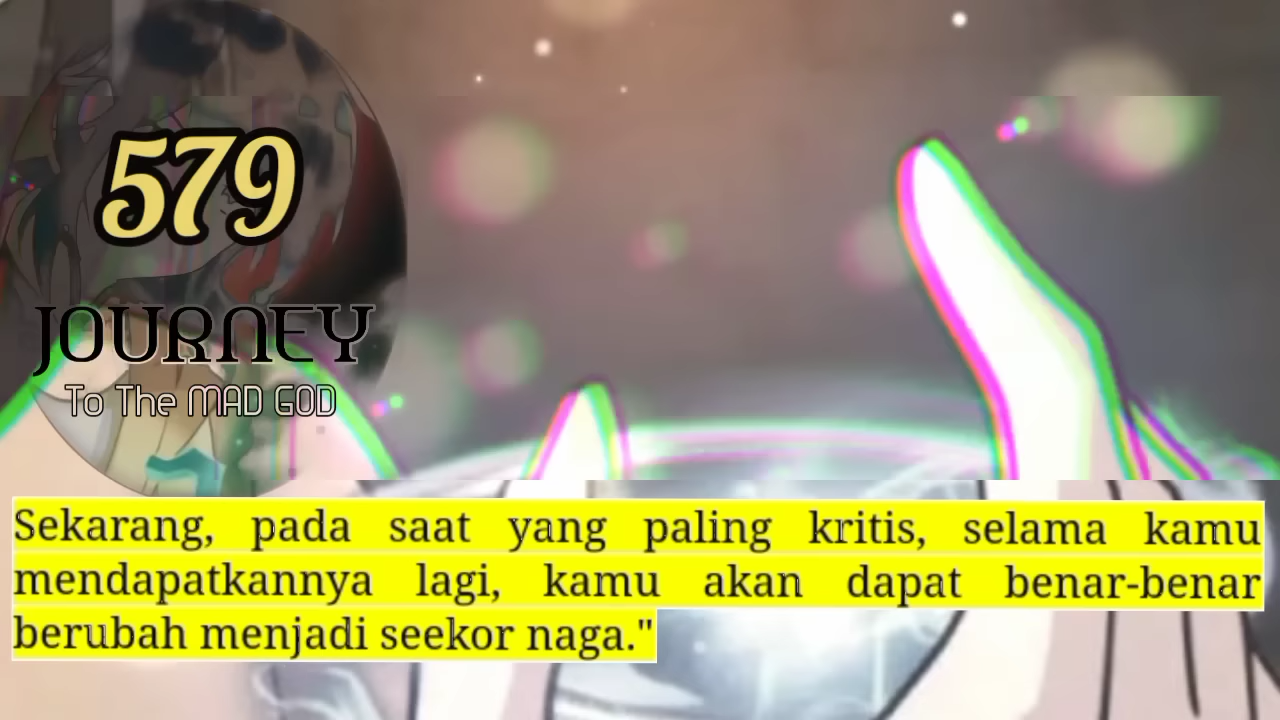 579
JOURNEY
To The MAD GOD
Sekarang, pada saat yang paling kritis, selama kamu
mendapatkannya lagi, kamu akan dapat benar-benar
berubah menjadi seekor naga."